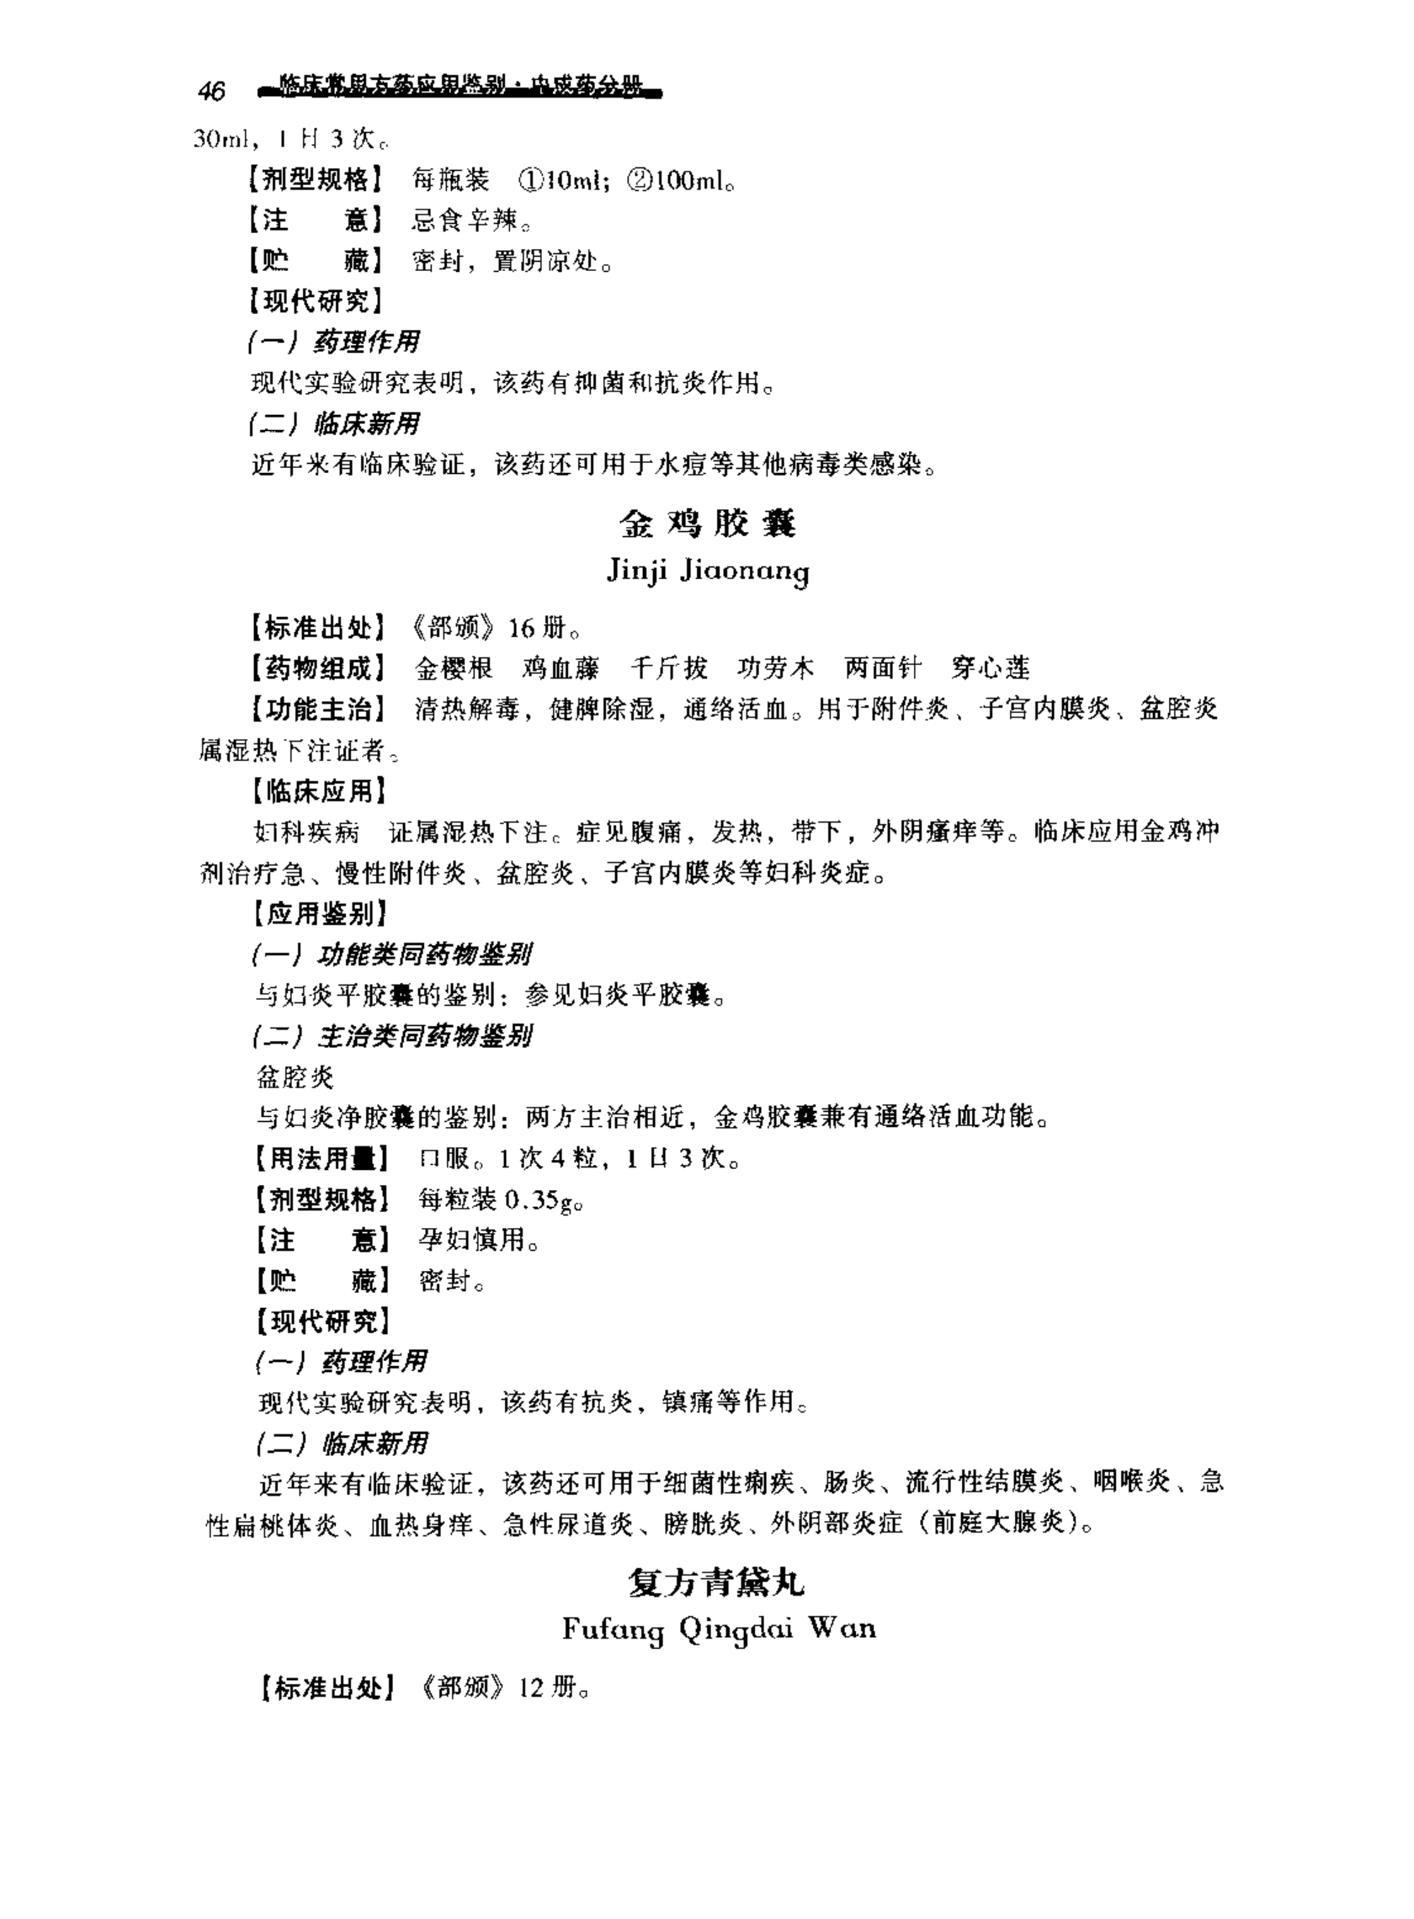 46 临床常用方药应用鉴别·中成药分册
30ml，1日3次。
【剂型规格】 每瓶装 ①10ml；②100ml。
【注 意】 忌食辛辣。
【贮 藏】 密封，置阴凉处。
【现代研究】
（一）药理作用
现代实验研究表明，该药有抑菌和抗炎作用。
（二）临床新用
近年来有临床验证，该药还可用于水痘等其他病毒类感染。
金鸡胶囊
Jinji Jiaonang
【标准出处】《部颁》16册。
【药物组成】 金樱根 鸡血藤 千斤拔 功劳木 两面针 穿心莲
【功能主治】 清热解毒，健脾除湿，通络活血。用于附件炎、子宫内膜炎、盆腔炎
属湿热下注证者。
【临床应用】
妇科疾病 证属湿热下注。症见腹痛，发热，带下，外阴瘙痒等。临床应用金鸡冲
剂治疗急、慢性附件炎、盆腔炎、子宫内膜炎等妇科炎症。
【应用鉴别】
（一）功能类同药物鉴别
与妇炎平胶囊的鉴别：参见妇炎平胶囊。
（二）主治类同药物鉴别
盆腔炎
与妇炎净胶囊的鉴别：两方主治相近，金鸡胶囊兼有通络活血功能。
【用法用量】 口服。1次4粒，1日3次。
【剂型规格】 每粒装0.35g。
【注 意】 孕妇慎用。
【贮 藏】 密封。
【现代研究】
（一）药理作用
现代实验研究表明，该药有抗炎，镇痛等作用。
（二）临床新用
近年来有临床验证，该药还可用于细菌性痢疾、肠炎、流行性结膜炎、咽喉炎、急
性扁桃体炎、血热身痒、急性尿道炎、膀胱炎、外阴部炎症（前庭大腺炎）。
复方青黛丸
Fufang Qingdai Wan
【标准出处】《部颁》12册。